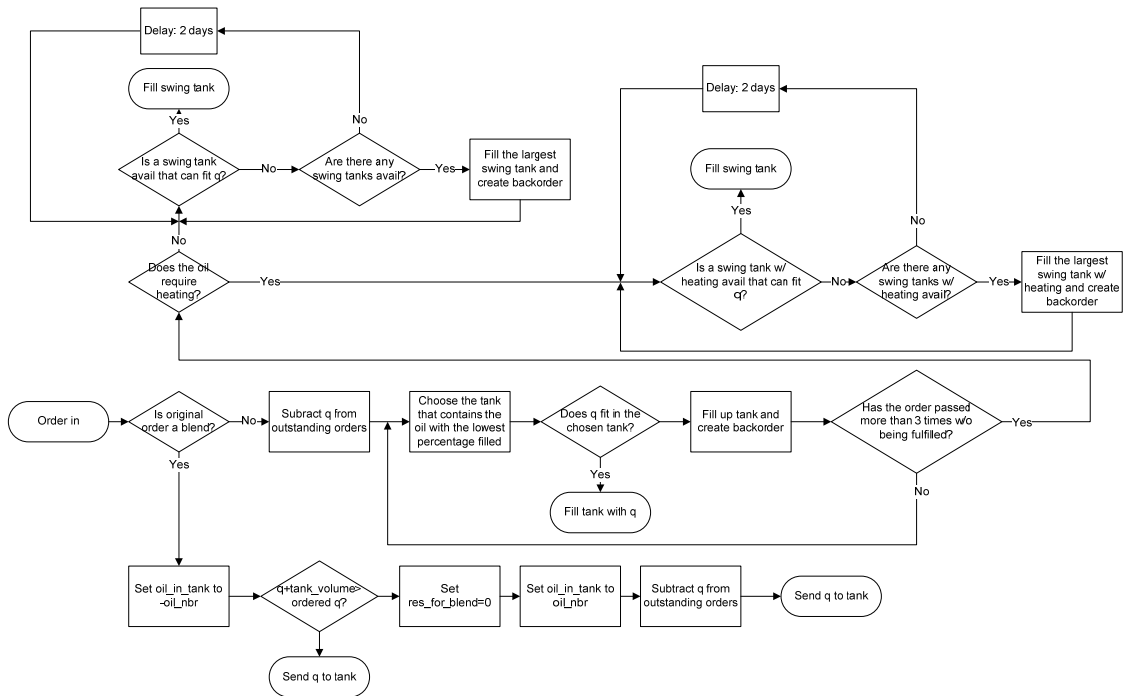 Delay: 2 days
Fill swing tank
Yes
No
Is a swing tank
avail that can fit q?
No
Are there any
swing tanks avail?
Yes
Fill the largest
swing tank and
create backorder
No
Does the oil
require
heating?
Yes
Delay: 2 days
Fill swing tank
Yes
No
Is a swing tank w/
heating avail that can fit
q?
No
Are there any
swing tanks w/
heating avail?
Yes
Fill the largest
swing tank w/
heating and create
backorder
Order in
Is original
order a blend?
No
Subtract q from
outstanding orders
Choose the tank
that contains the
oil with the lowest
percentage filled
Does q fit in the
chosen tank?
Fill up tank and
create backorder
Has the order passed
more than 3 times w/o
being fulfilled?
Yes
Yes
Yes
No
Fill tank with q
Set oil_in_tank to
-oil_nbr
q+tank_volume>
ordered q?
Set
res_for_blend=0
Set oil_in_tank to
oil_nbr
Subtract q from
outstanding orders
Send q to tank
Send q to tank